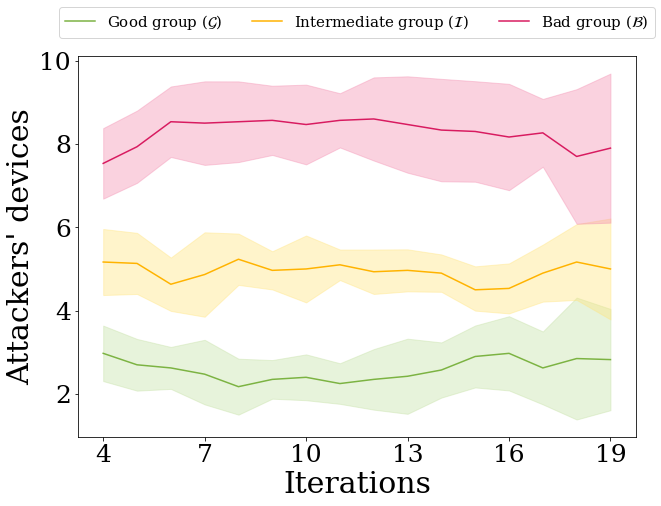 Good group (𝒢) Intermediate group (ℐ) Bad group (ℬ)
Attackers' devices
10
8
6
4
2
4 7 10 13 16 19
Iterations